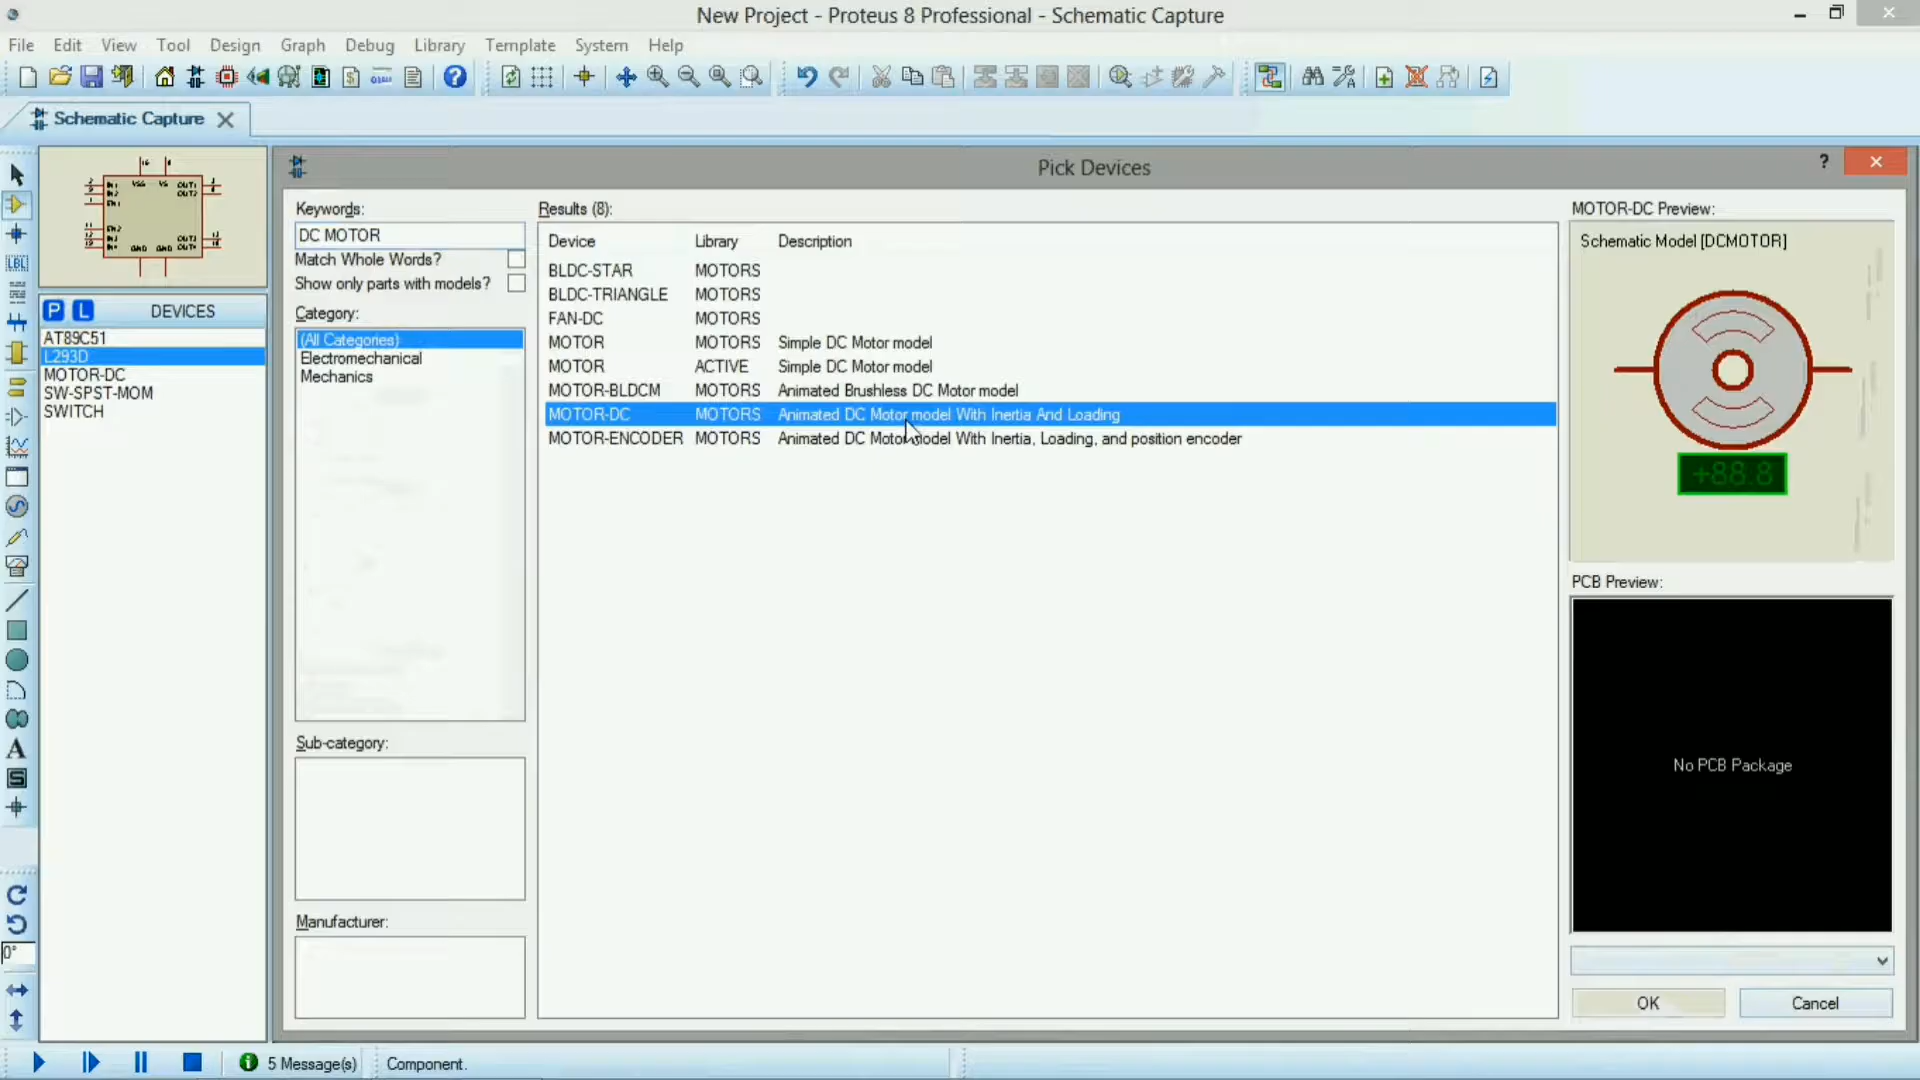 New Project - Proteus 8 Professional - Schematic Capture
File Edit View Tool Design Graph Debug Library Template System Help
Schematic Capture
Pick Devices
P L DEVICES
AT89C51
L293D
MOTOR-DC
SW-SPST-MOM
SWITCH
Keywords:
DC MOTOR
Match Whole Words?
Show only parts with models?
Category:
(All Categories)
Electromechanical
Mechanics
Sub-category:
Manufacturer:
Results (8):
Device Library Description
BLDC-STAR MOTORS
BLDC-TRIANGLE MOTORS
FAN-DC MOTORS
MOTOR MOTORS Simple DC Motor model
MOTOR ACTIVE Simple DC Motor model
MOTOR-BLDCM MOTORS Animated Brushless DC Motor model
MOTOR-DC MOTORS Animated DC Motor model With Inertia And Loading
MOTOR-ENCODER MOTORS Animated DC Motor model With Inertia, Loading, and position encoder
MOTOR-DC Preview:
Schematic Model [DCMOTOR]
+88.8
PCB Preview:
No PCB Package
OK Cancel
LBL
A
S
0°
5 Message(s) Component.